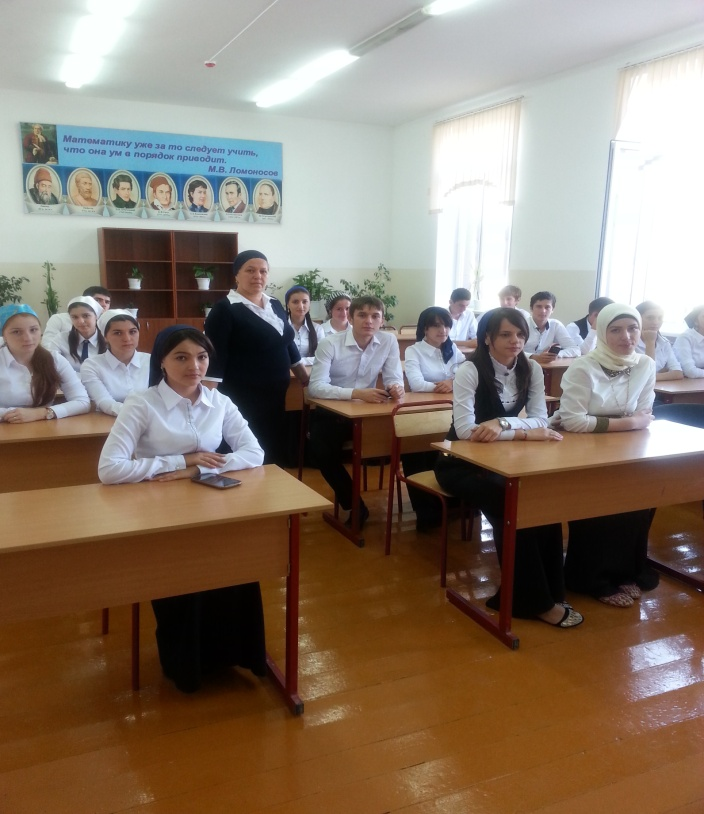 Математику уже за то следует учить,
что она ум в порядок приводит.
М.В. Ломоносов